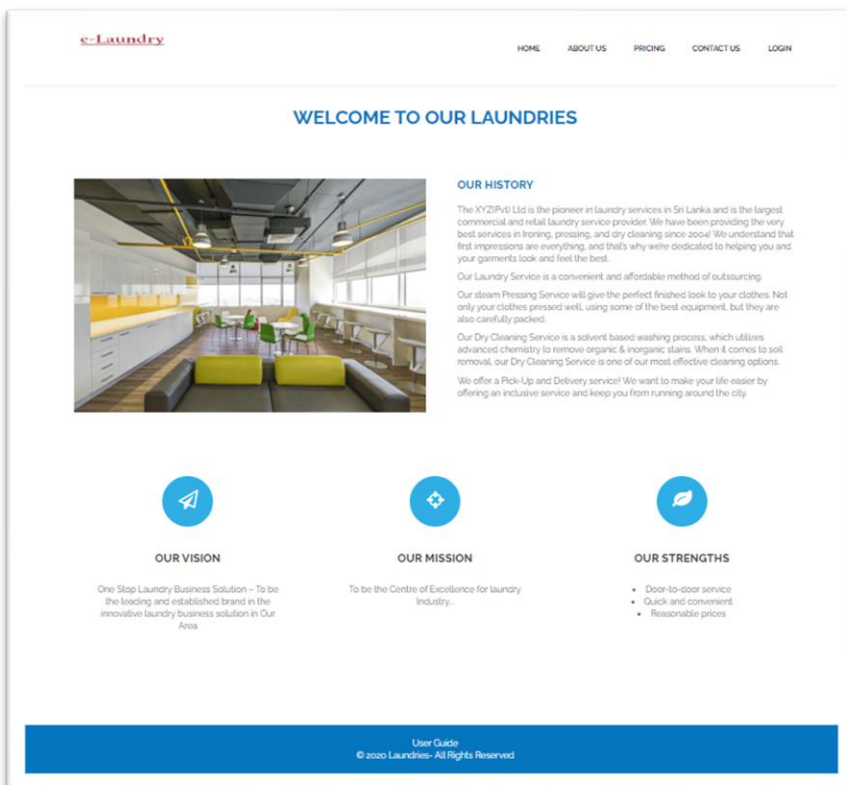 e-Laundry
HOME ABOUT US PRICING CONTACT US LOGIN
WELCOME TO OUR LAUNDRIES
OUR HISTORY
The XYZ(Pvt) Ltd is the pioneer in laundry services in Sri Lanka and is the largest
commercial and retail laundry service provider. We have been providing the very
best services in Ironing, pressing, and dry cleaning since 2004! We understand that
first impressions are everything, and that's why we're dedicated to helping you and
your garments look and feel the best.
Our Laundry Service is a convenient and affordable method of outsourcing.
Our steam Pressing Service will give the perfect finished look to your clothes. Not
only your clothes pressed well, using some of the best equipment, but they are
also carefully packed.
Our Dry Cleaning Service is a solvent based washing process, which utilizes
advanced chemistry to remove organic & inorganic stains. When it comes to soil
removal, our Dry Cleaning Service is one of our most effective cleaning options.
We offer a Pick-Up and Delivery service! We want to make your life easier by
offering an inclusive service and keep you from running around the city
OUR VISION
One Stop Laundry Business Solution – To be
the leading and established brand in the
innovative laundry business solution in Our
Area
OUR MISSION
To be the Centre of Excellence for laundry
Industry...
OUR STRENGTHS
• Door-to-door service
• Quick and convenient
• Reasonable prices
User Guide
© 2020 Laundries- All Rights Reserved